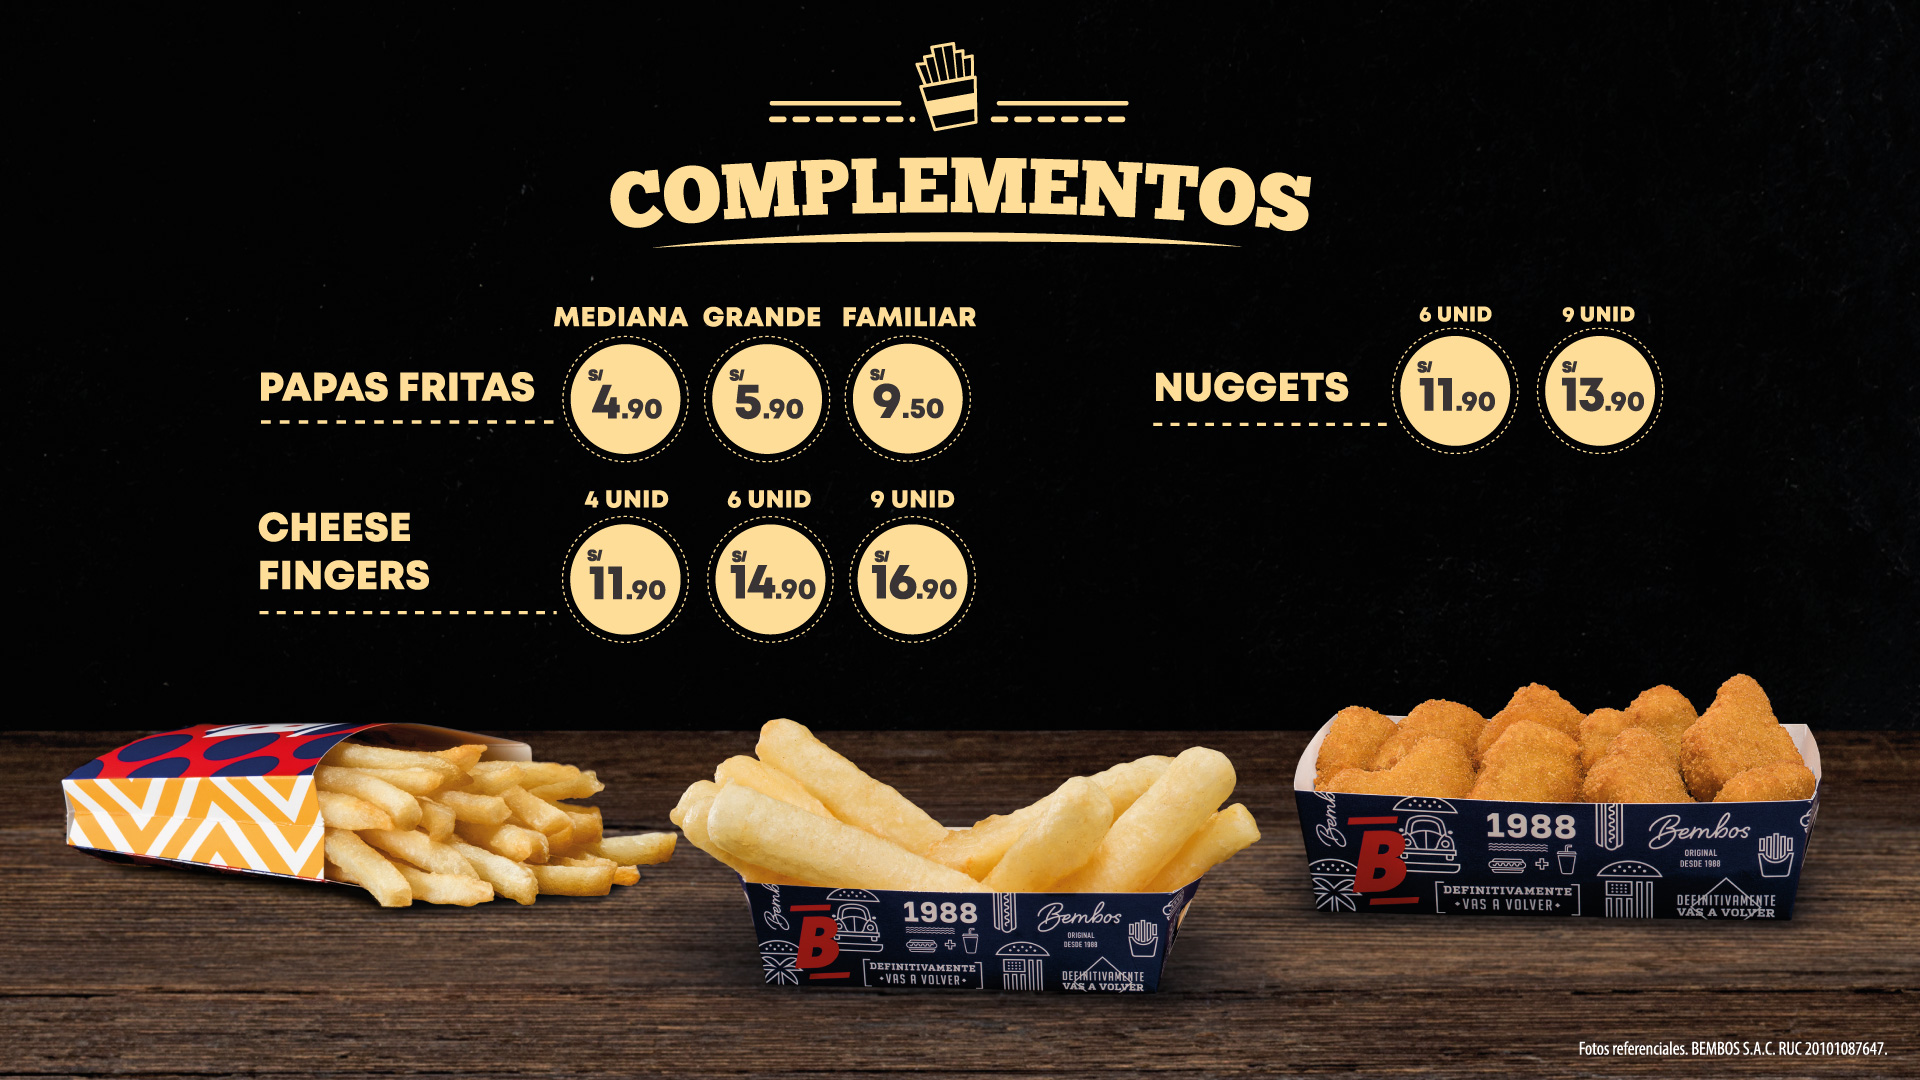 COMPLEMENTOS
MEDIANA GRANDE FAMILIAR
PAPAS FRITAS
S/ 4.90
S/ 5.90
S/ 9.50
4 UNID 6 UNID 9 UNID
CHEESE
FINGERS
S/ 11.90
S/ 14.90
S/ 16.90
6 UNID 9 UNID
NUGGETS
S/ 11.90
S/ 13.90
Bemb
B
1988
+
Bembos
ORIGINAL
DESDE 1988
DEFINITIVAMENTE
•VAS A VOLVER•
DEFINITIVAMENTE
VAS A VOLVER
Bemb
B
1988
+
Bembos
ORIGINAL
DESDE 1988
DEFINITIVAMENTE
•VAS A VOLVER•
DEFINITIVAMENTE
VAS A VOLVER
Fotos referenciales. BEMBOS S.A.C. RUC 20101087647.